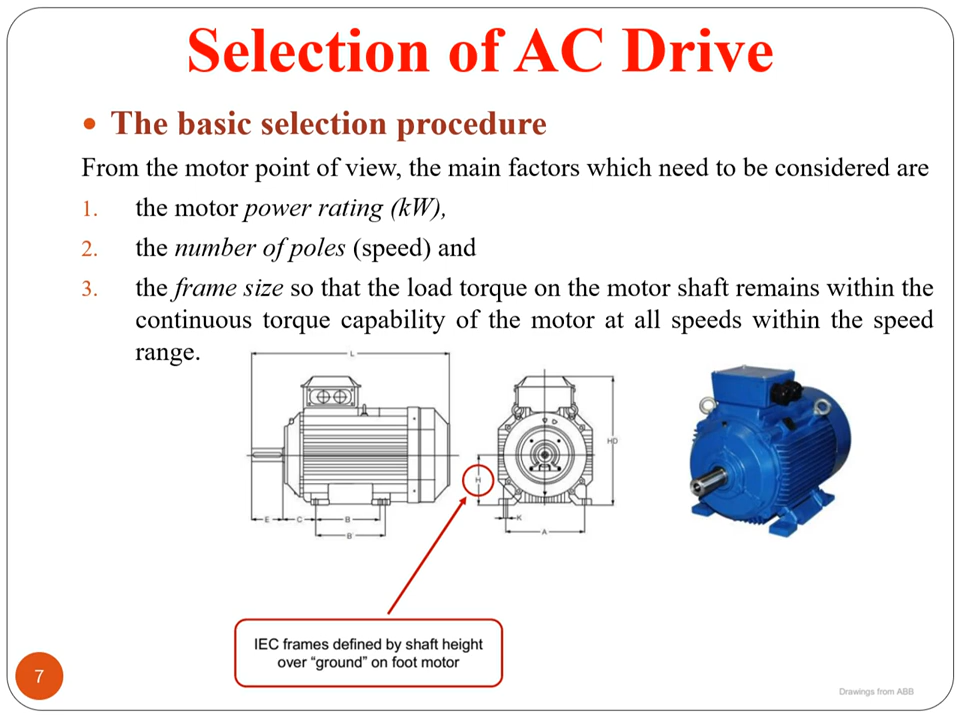 Selection of AC Drive
• The basic selection procedure
From the motor point of view, the main factors which need to be considered are
1. the motor power rating (kW),
2. the number of poles (speed) and
3. the frame size so that the load torque on the motor shaft remains within the
continuous torque capability of the motor at all speeds within the speed
range.
L
HD
H
E C B
K
A
B'
IEC frames defined by shaft height
over “ground” on foot motor
7
Drawings from ABB